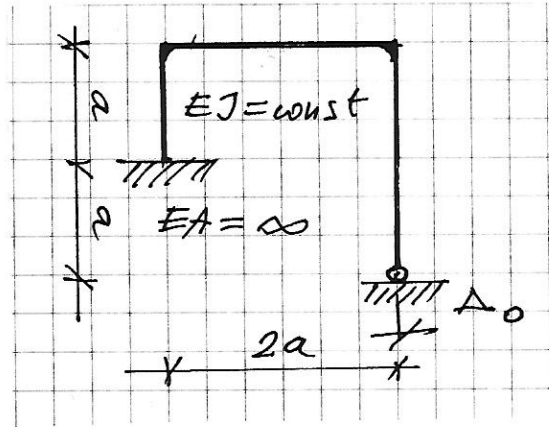 a
EJ=const
a
EA=∞
Δ₀
2a